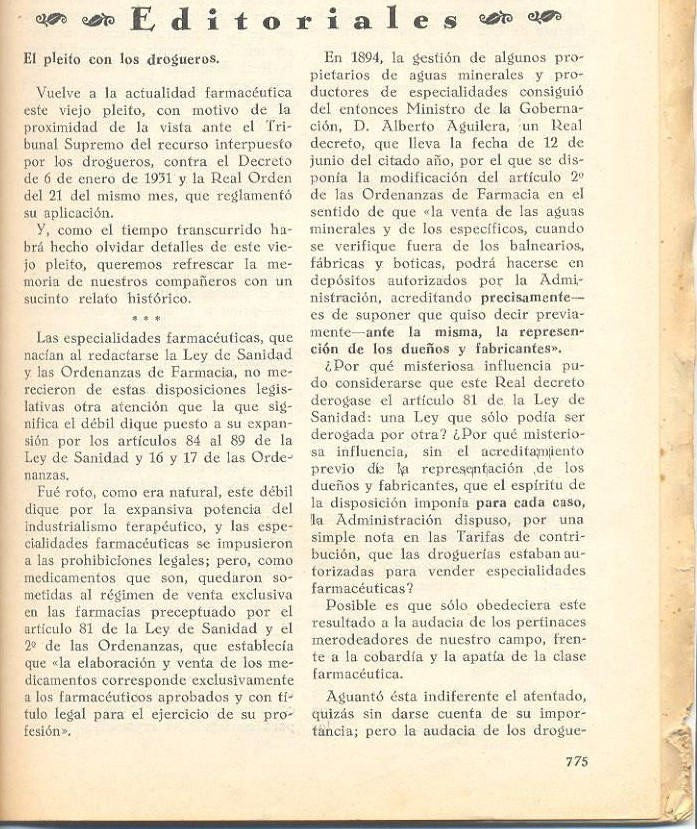 Editoriales
El pleito con los drogueros.
Vuelve a la actualidad farmacéutica
este viejo pleito, con motivo de la
proximidad de la vista ante el Tri-
bunal Supremo del recurso interpuesto
por los drogueros, contra el Decreto
de 6 de enero de 1931 y la Real Orden
del 21 del mismo mes, que reglamentó
su aplicación.
Y, como el tiempo transcurrido ha-
brá hecho olvidar detalles de este vie-
jo pleito, queremos refrescar la me-
moria de nuestros compañeros con un
sucinto relato histórico.
* * *
Las especialidades farmacéuticas, que
nacían al redactarse la Ley de Sanidad
y las Ordenanzas de Farmacia, no me-
recieron de estas disposiciones legis-
lativas otra atención que la que sig-
nifica el débil dique puesto a su expan-
sión por los artículos 84 al 89 de la
Ley de Sanidad y 16 y 17 de las Orde-
nanzas.
Fué roto, como era natural, este débil
dique por la expansiva potencia del
industrialismo terapéutico, y las espe-
cialidades farmacéuticas se impusieron
a las prohibiciones legales; pero, como
medicamentos que son, quedaron so-
metidas al régimen de venta exclusiva
en las farmacias preceptuado por el
artículo 81 de la Ley de Sanidad y el
2º de las Ordenanzas, que establecía
que «la elaboración y venta de los me-
dicamentos corresponde exclusivamente
a los farmacéuticos aprobados y con tí-
tulo legal para el ejercicio de su pro-
fesión».
En 1894, la gestión de algunos pro-
pietarios de aguas minerales y pro-
ductores de especialidades consiguió
del entonces Ministro de la Goberna-
ción, D. Alberto Aguilera, un Real
decreto, que lleva la fecha de 12 de
junio del citado año, por el que se dis-
ponía la modificación del artículo 2º
de las Ordenanzas de Farmacia en el
sentido de que «la venta de las aguas
minerales y de los específicos, cuando
se verifique fuera de los balnearios,
fábricas y boticas, podrá hacerse en
depósitos autorizados por la Admi-
nistración, acreditando precisamente—
es de suponer que quiso decir previa-
mente—ante la misma, la represen-
ción de los dueños y fabricantes».
¿Por qué misteriosa influencia pu-
do considerarse que este Real decreto
derogase el artículo 81 de la Ley de
Sanidad: una Ley que sólo podía ser
derogada por otra? ¿Por qué misterio-
sa influencia, sin el acreditamiento
previo de la representación de los
dueños y fabricantes, que el espíritu de
la disposición imponía para cada caso,
la Administración dispuso, por una
simple nota en las Tarifas de contri-
bución, que las droguerías estaban au-
torizadas para vender especialidades
farmacéuticas?
Posible es que sólo obedeciera este
resultado a la audacia de los pertinaces
merodeadores de nuestro campo, fren-
te a la cobardía y la apatía de la clase
farmacéutica.
Aguantó ésta indiferente el atentado,
quizás sin darse cuenta de su impor-
tancia; pero la audacia de los drogue-
775